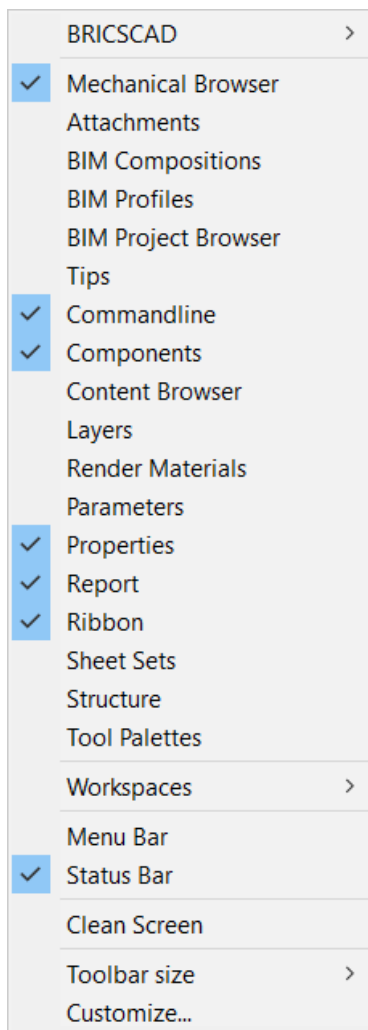 BRICSCAD
Mechanical Browser
Attachments
BIM Compositions
BIM Profiles
BIM Project Browser
Tips
Commandline
Components
Content Browser
Layers
Render Materials
Parameters
Properties
Report
Ribbon
Sheet Sets
Structure
Tool Palettes
Workspaces
Menu Bar
Status Bar
Clean Screen
Toolbar size
Customize...